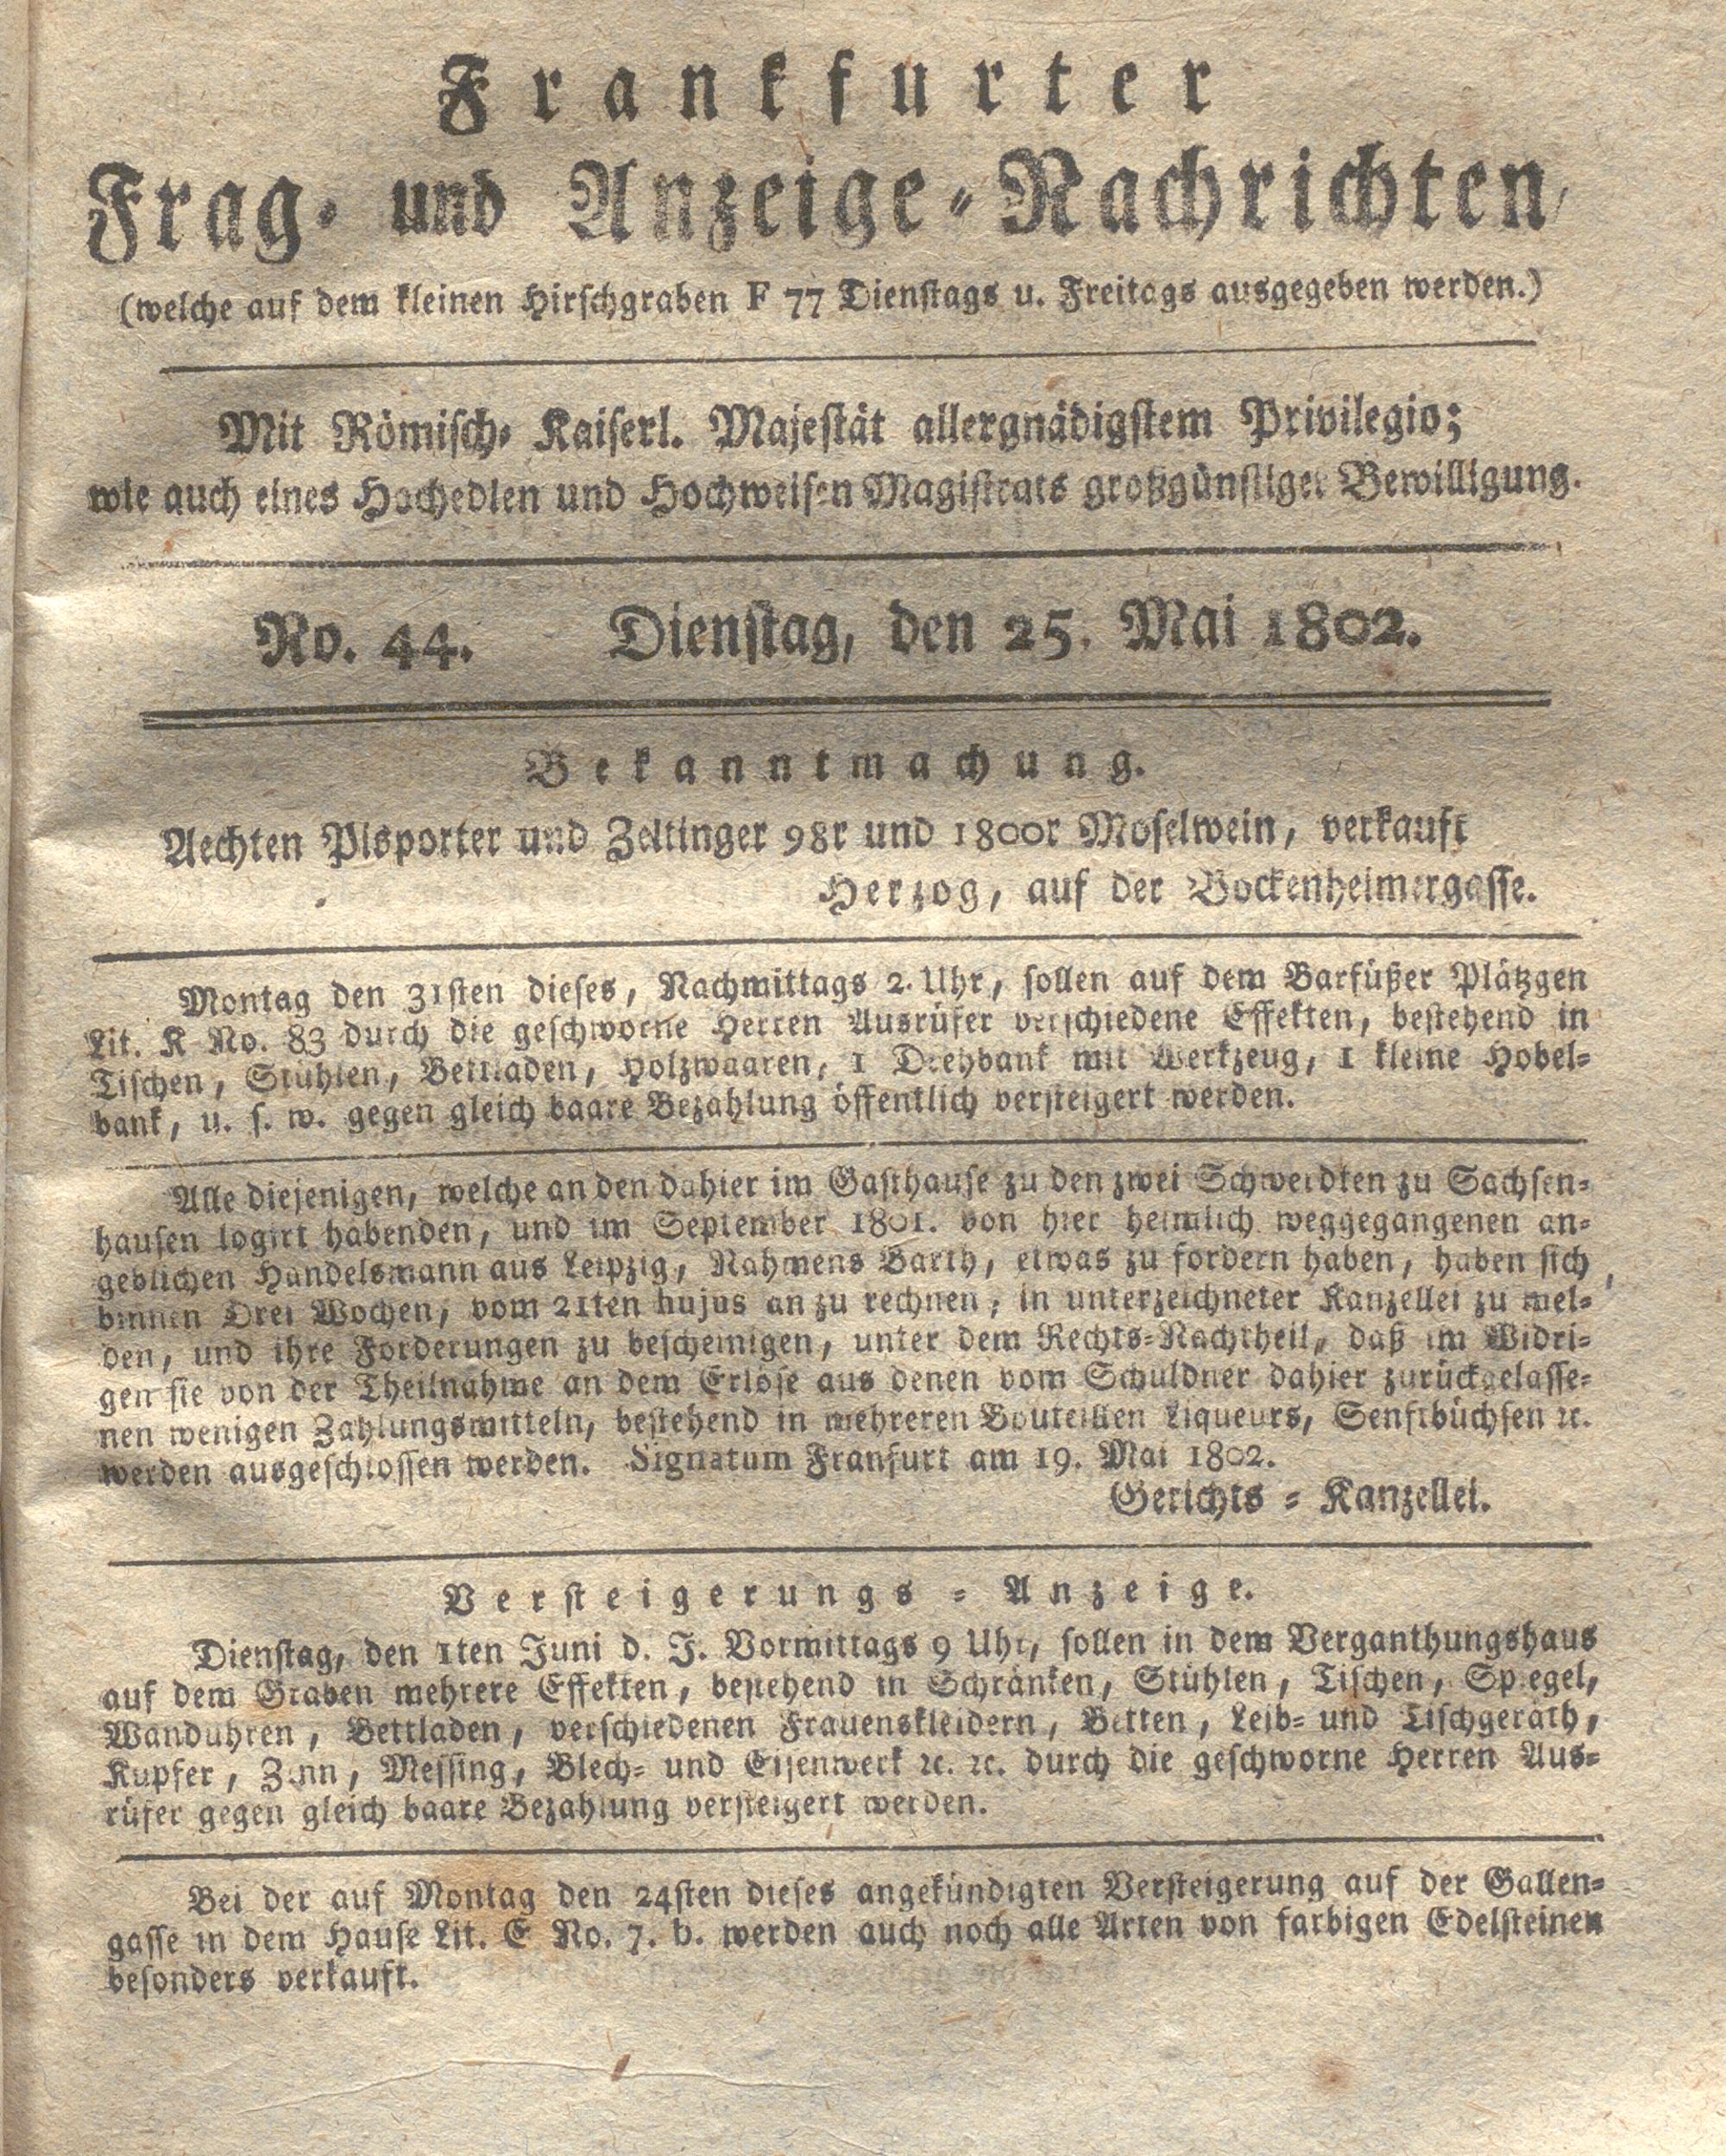 Frankfurter
Frag- und Anzeige-Nachrichten,
(welche auf dem kleinen Hirschgraben F 77 Dienstags u. Freitags ausgegeben werden.)
Mit Römisch- Kaiserl. Majestät allergnädigstem Privilegio;
wie auch eines Hochedlen und Hochweisen Magistrats großgünstiger Bewilligung.
No. 44. Dienstag, den 25. Mai 1802.
Bekanntmachung.
Aechten Pisporter und Zeltinger 98r und 1800r Moselwein, verkauft
Herzog, auf der Bockenheimergasse.
Montag den 31sten dieses, Nachmittags 2 Uhr, sollen auf dem Barfüßer Plätzgen
Lit. K No. 83 durch die geschworne Herren Ausrüfer verschiedene Effekten, bestehend in
Tischen, Stühlen, Bettladen, Holzwaaren, 1 Drehbank mit Werkzeug, 1 kleine Hobel-
bank, u. s. w. gegen gleich baare Bezahlung öffentlich versteigert werden.
Alle diejenigen, welche an den dahier im Gasthause zu den zwei Schwerdten zu Sachsen-
hausen logirt habenden, und im September 1801. von hier heimlich weggegangenen an-
geblichen Handelsmann aus Leipzig, Nahmens Barth, etwas zu fordern haben, haben sich,
binnen Drei Wochen, vom 21ten hujus an zu rechnen, in unterzeichneter Kanzellei zu mel-
den, und ihre Forderungen zu bescheinigen, unter dem Rechts-Nachtheil, daß im Widri-
gen sie von der Theilnahme an dem Erlöse aus denen vom Schuldner dahier zurückgelasse-
nen wenigen Zahlungsmitteln, bestehend in mehreren Bouteillen Liqueurs, Senftbüchsen ꝛc.
werden ausgeschlossen werden. Signatum Franfurt am 19. Mai 1802.
Gerichts - Kanzellei.
Versteigerungs - Anzeige.
Dienstag, den 1ten Juni d. J. Vormittags 9 Uhr, sollen in dem Verganthungshaus
auf dem Graben mehrere Effekten, bestehend in Schränken, Stühlen, Tischen, Spiegel,
Wanduhren, Bettladen, verschiedenen Frauenskleidern, Betten, Leib- und Tischgeräth,
Kupfer, Zinn, Messing, Blech- und Eisenwerk ꝛc. ꝛc. durch die geschworne Herren Aus-
rüfer gegen gleich baare Bezahlung versteigert werden.
Bei der auf Montag den 24sten dieses angekündigten Versteigerung auf der Gallen-
gasse in dem Hause Lit. E No. 7. b. werden auch noch alle Arten von farbigen Edelsteinen
besonders verkauft.